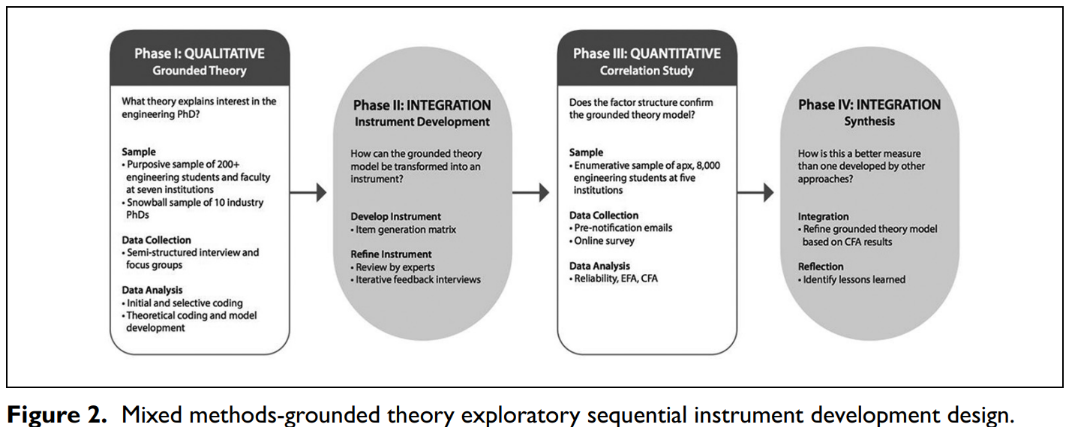 Phase I: QUALITATIVE
Grounded Theory
What theory explains interest in the
engineering PhD?
Sample
• Purposive sample of 200+
engineering students and faculty
at seven institutions
• Snowball sample of 10 industry
PhDs
Data Collection
• Semi-structured interview and
focus groups
Data Analysis
• Initial and selective coding
• Theoretical coding and model
development
Phase II: INTEGRATION
Instrument Development
How can the grounded theory
model be transformed into an
instrument?
Develop Instrument
• Item generation matrix
Refine Instrument
• Review by experts
• Iterative feedback interviews
Phase III: QUANTITATIVE
Correlation Study
Does the factor structure confirm
the grounded theory model?
Sample
• Enumerative sample of apx, 8,000
engineering students at five
institutions
Data Collection
• Pre-notification emails
• Online survey
Data Analysis
• Reliability, EFA, CFA
Phase IV: INTEGRATION
Synthesis
How is this a better measure
than one developed by other
approaches?
Integration
• Refine grounded theory model
based on CFA results
Reflection
• Identify lessons learned
Figure 2. Mixed methods-grounded theory exploratory sequential instrument development design.